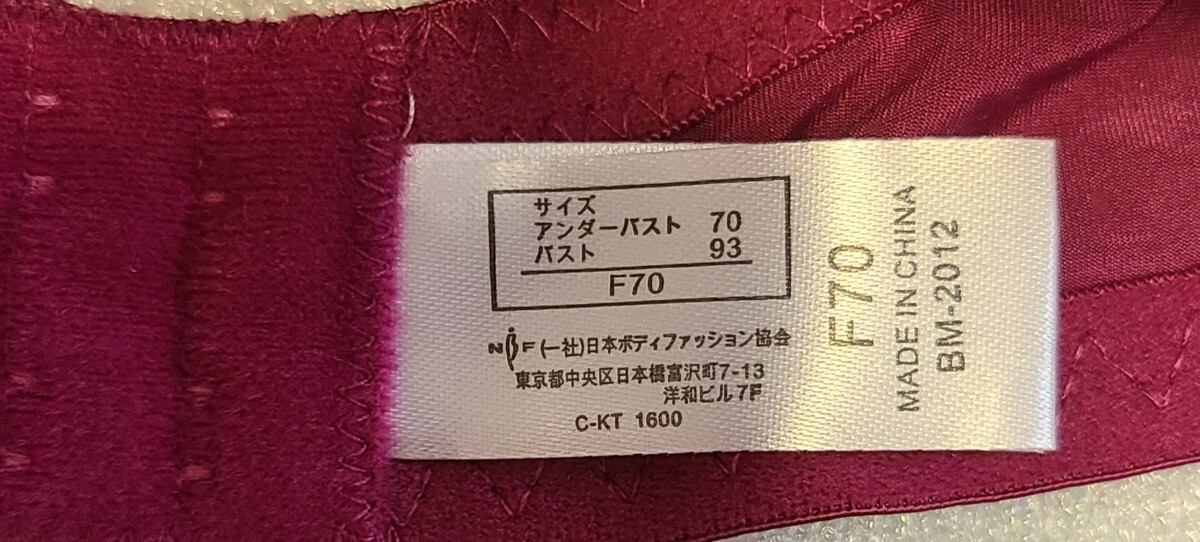 サイズ
アンダーバスト 70
バスト 93
F70
NBF (一社)日本ボディファッション協会
東京都中央区日本橋富沢町7-13
洋和ビル7F
C-KT 1600
F70
MADE IN CHINA
BM-2012